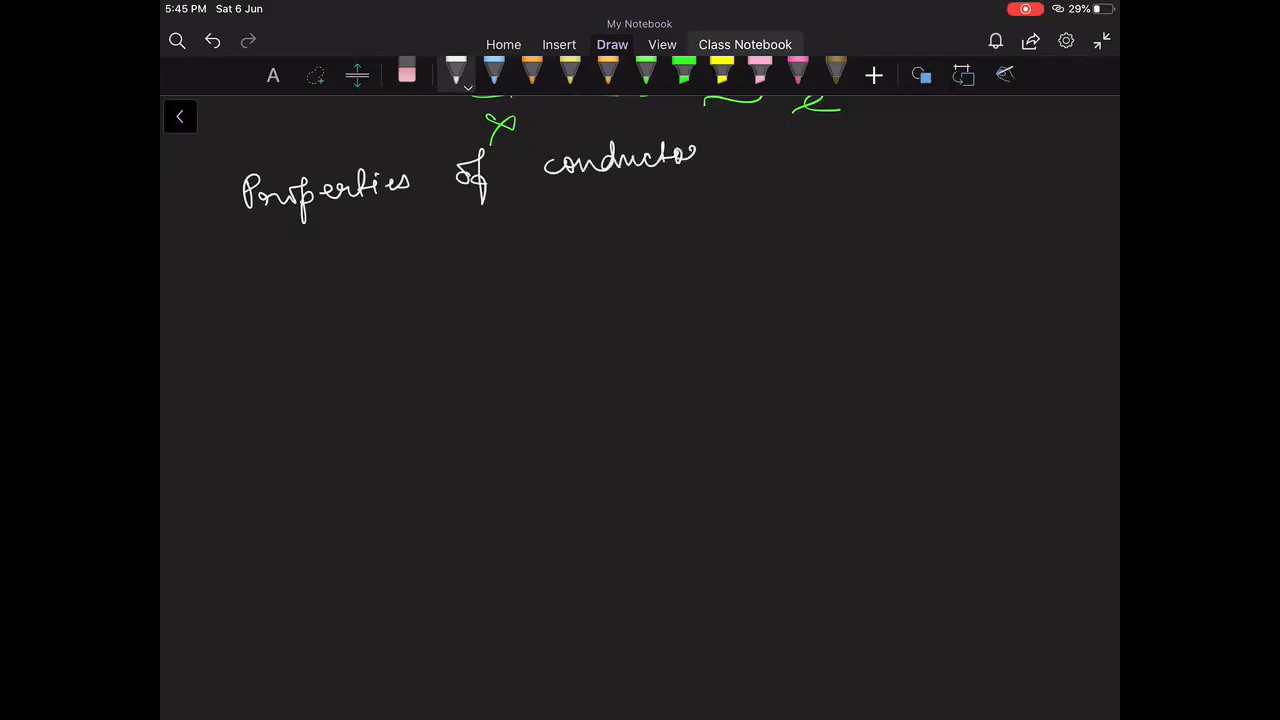 5:45 PM Sat 6 Jun
29%
My Notebook
Home Insert Draw View Class Notebook
A
Properties of conductor